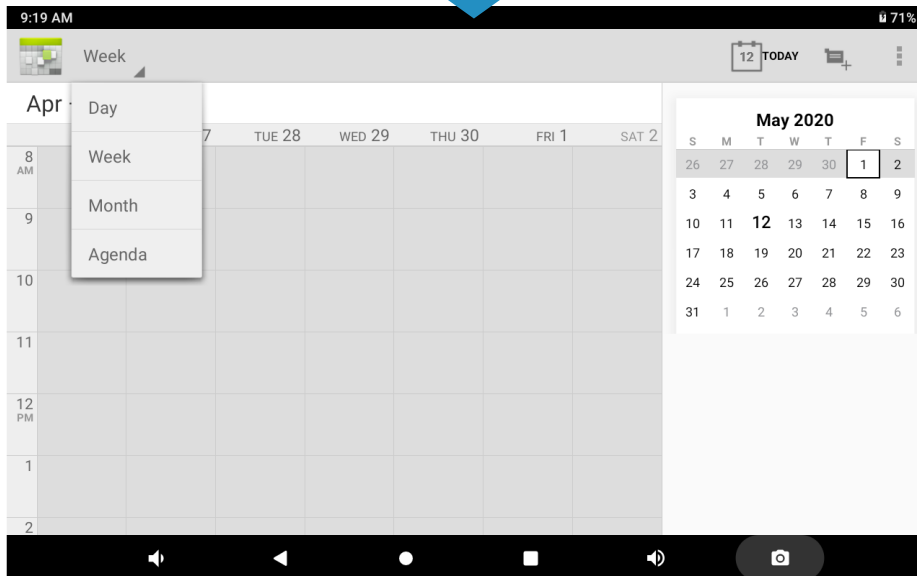 9:19 AM 71%
Week 12 TODAY
Day
Week
Month
Agenda
Apr
7 TUE 28 WED 29 THU 30 FRI 1 SAT 2
8 AM
9
10
11
12 PM
1
2
May 2020
S M T W T F S
26 27 28 29 30 1 2
3 4 5 6 7 8 9
10 11 12 13 14 15 16
17 18 19 20 21 22 23
24 25 26 27 28 29 30
31 1 2 3 4 5 6